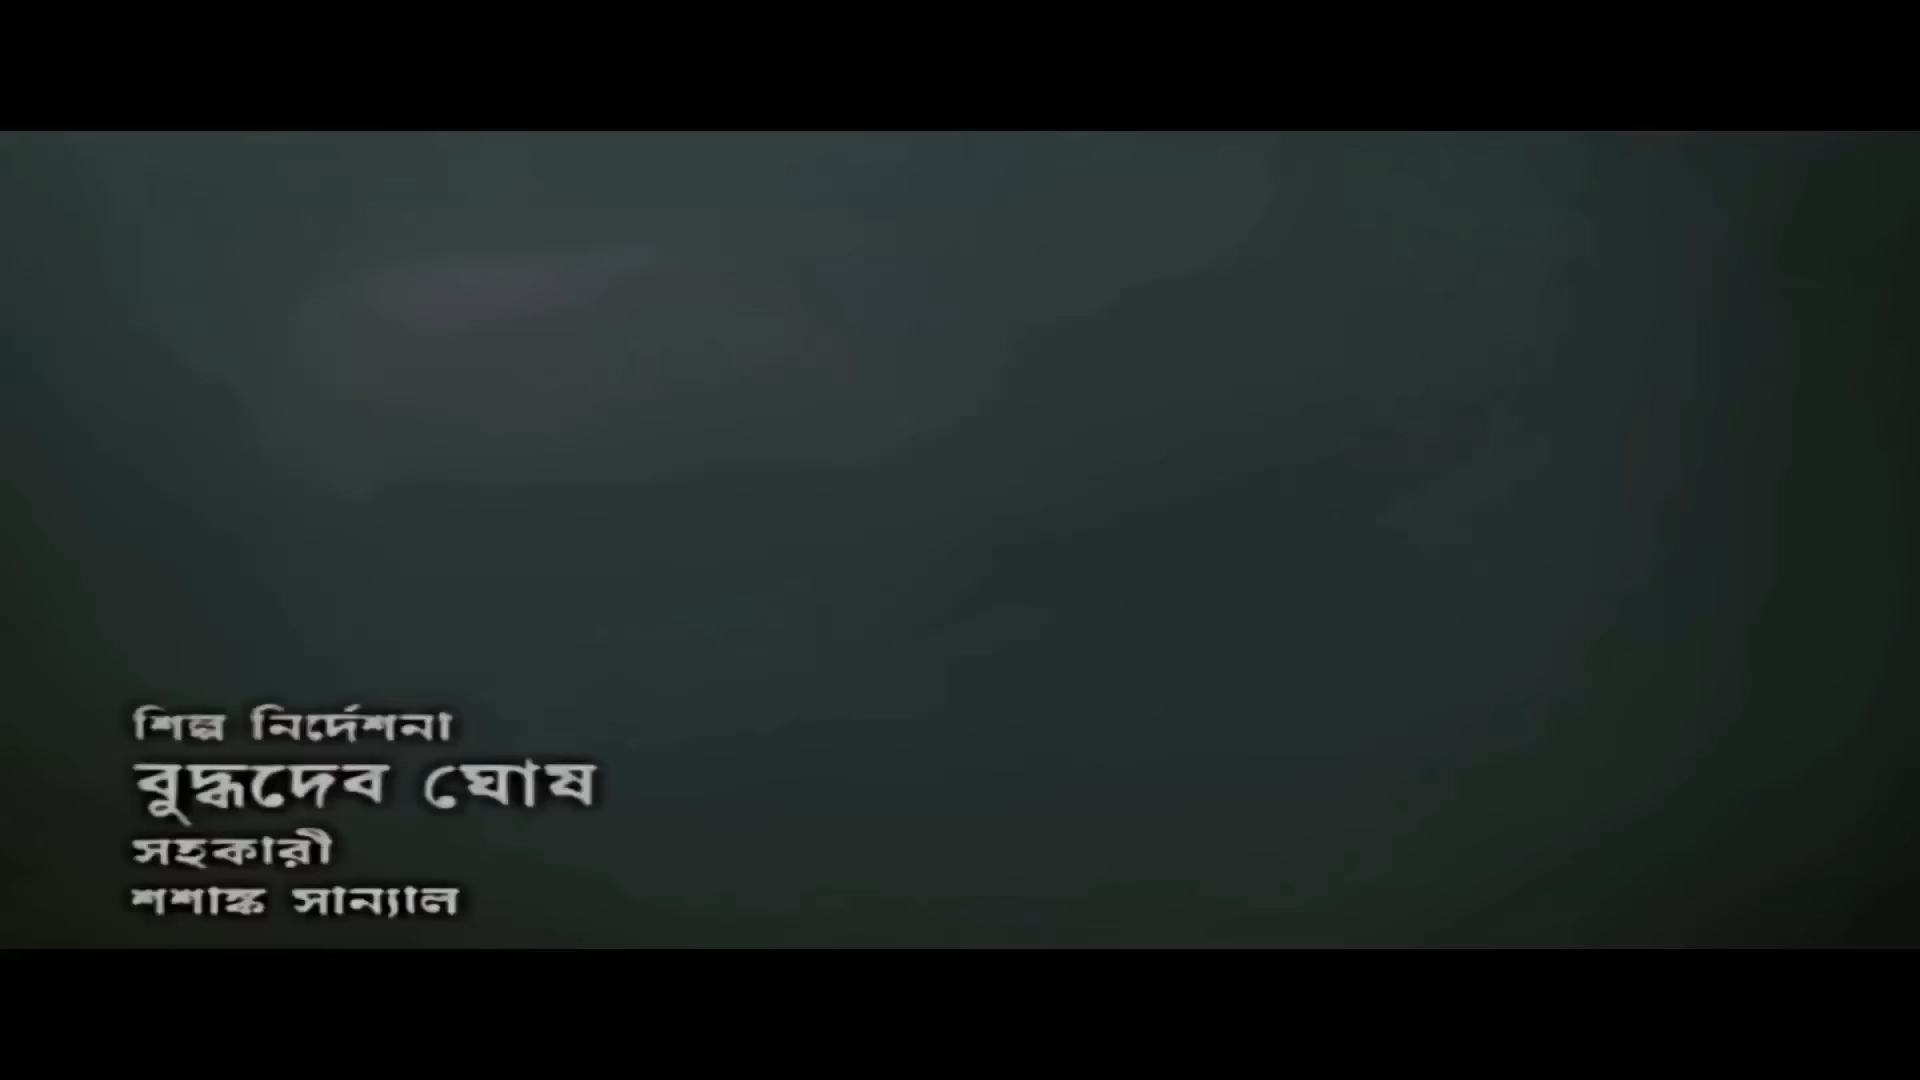 শিল্প নির্দেশনা
বুদ্ধদেব ঘোষ
সহকারী
শশাঙ্ক সান্যাল